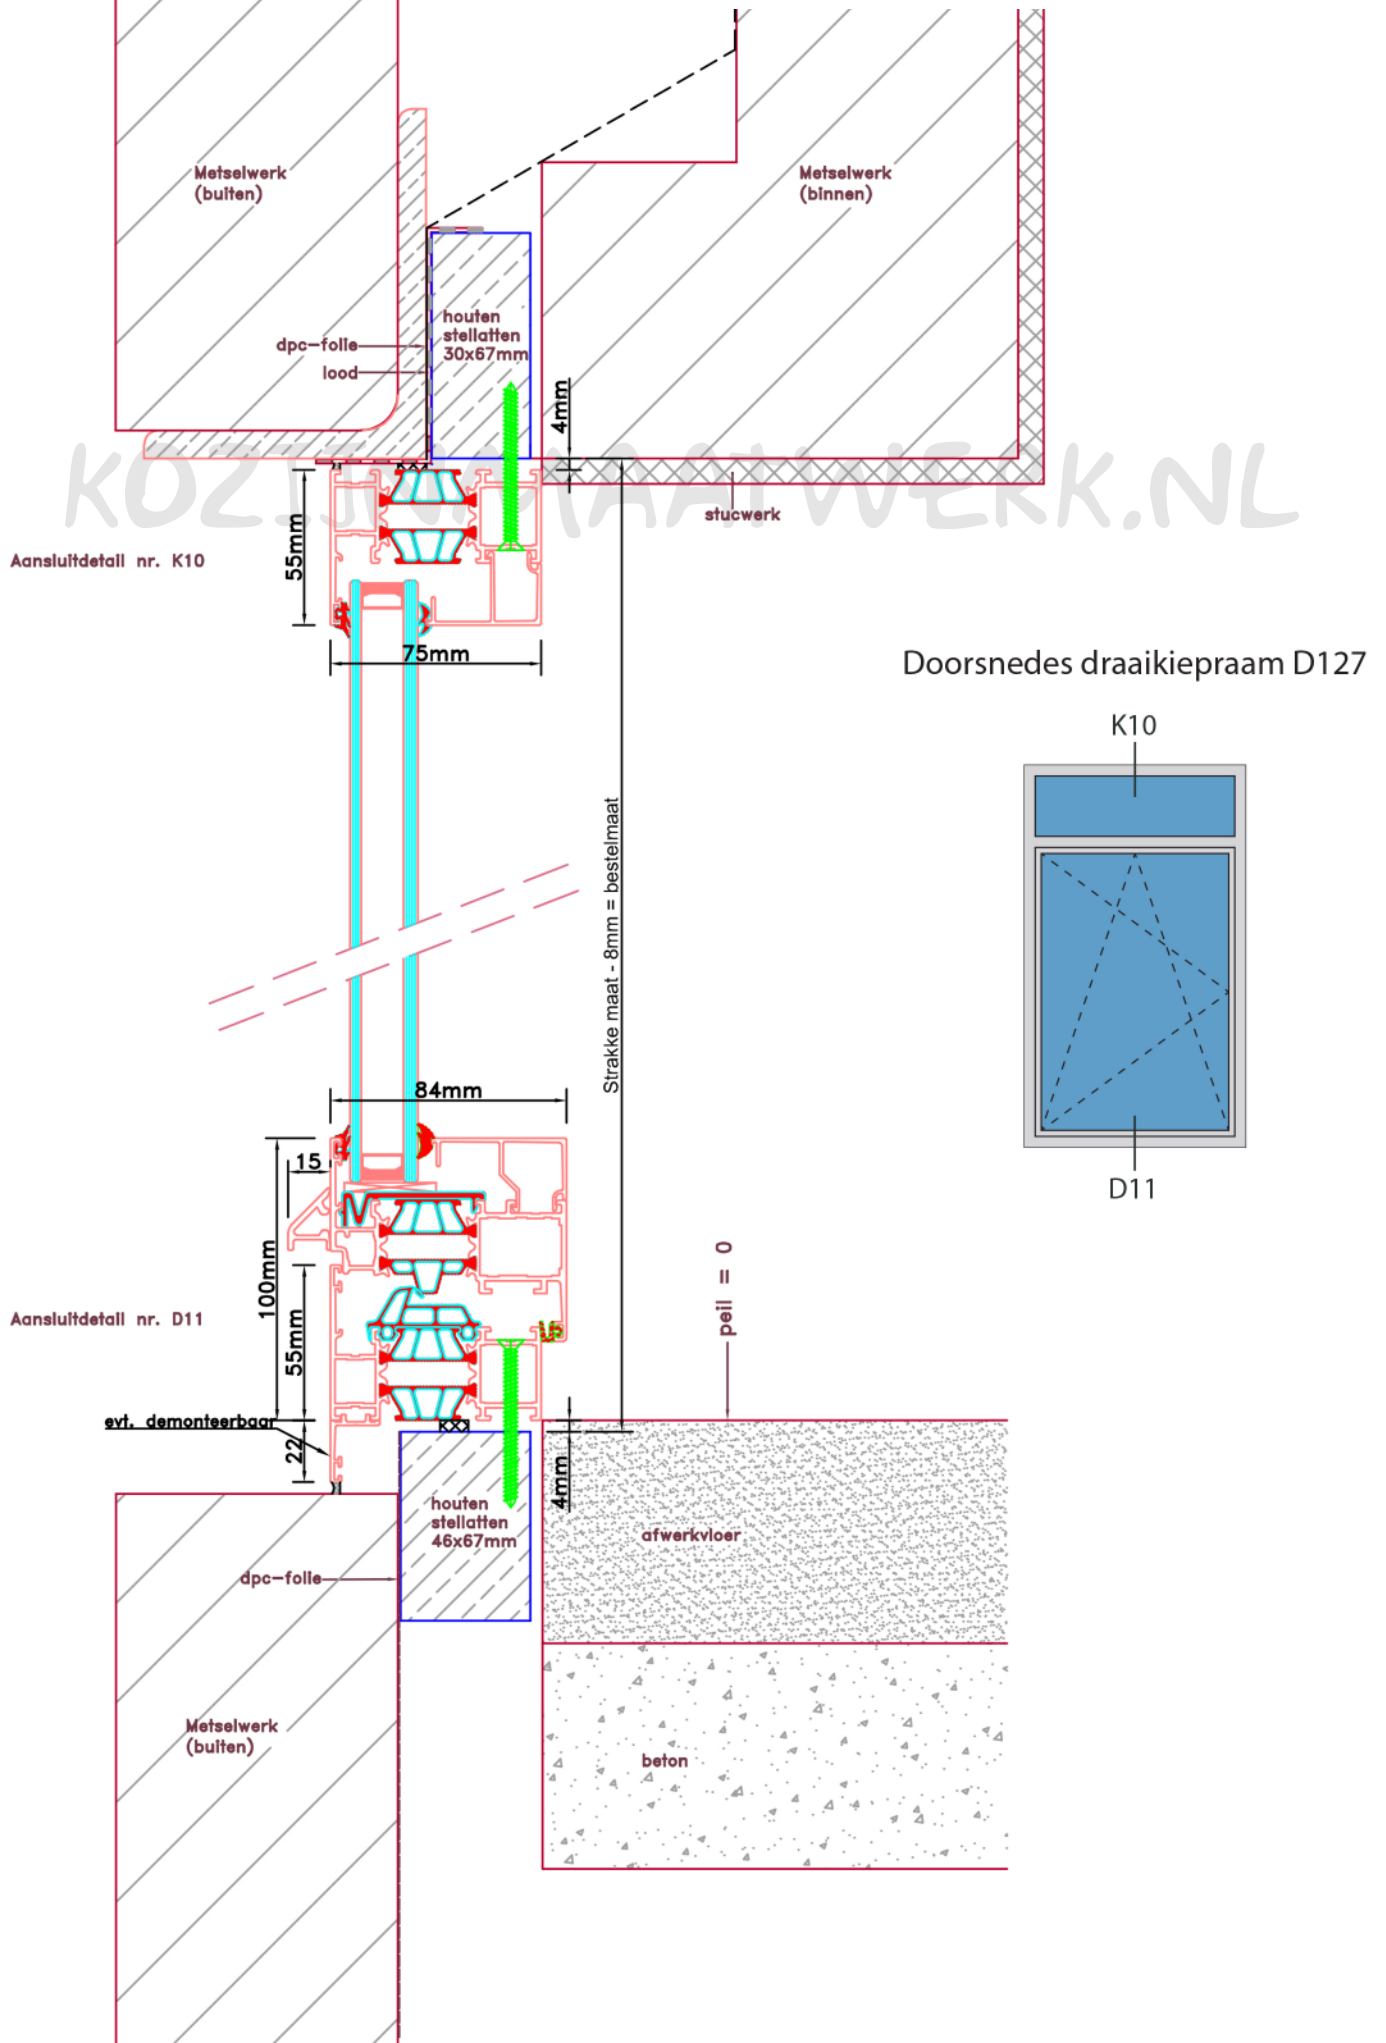 Metselwerk
(buiten)
Metselwerk
(binnen)
houten
stellatten
30x67mm
dpc-folie
lood
4mm
KOZIJNMAATWERK.NL
stucwerk
Aansluitdetail nr. K10
55mm
75mm
Doorsnedes draaikiepraam D127
K10
Strakke maat - 8mm = bestelmaat
84mm
15
D11
100mm
55mm
peil = 0
Aansluitdetail nr. D11
evt. demonteerbaar
22
4mm
houten
stellatten
46x67mm
afwerkvloer
dpc-folie
Metselwerk
(buiten)
beton